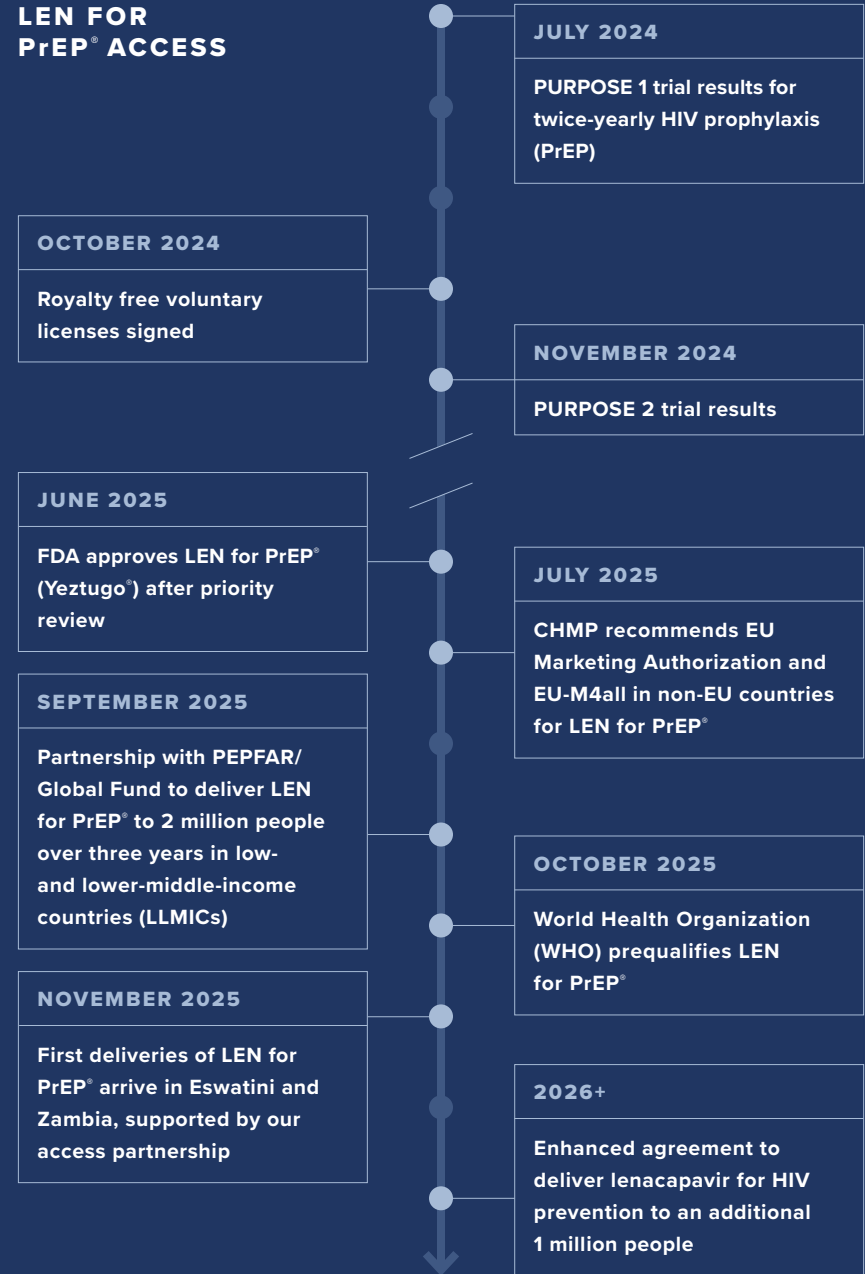 LEN FOR
PrEP® ACCESS
JULY 2024
PURPOSE 1 trial results for
twice-yearly HIV prophylaxis
(PrEP)
OCTOBER 2024
Royalty free voluntary
licenses signed
NOVEMBER 2024
PURPOSE 2 trial results
JUNE 2025
FDA approves LEN for PrEP®
(Yeztugo®) after priority
review
JULY 2025
CHMP recommends EU
Marketing Authorization and
EU-M4all in non-EU countries
for LEN for PrEP®
SEPTEMBER 2025
Partnership with PEPFAR/
Global Fund to deliver LEN
for PrEP® to 2 million people
over three years in low-
and lower-middle-income
countries (LLMICs)
OCTOBER 2025
World Health Organization
(WHO) prequalifies LEN
for PrEP®
NOVEMBER 2025
First deliveries of LEN for
PrEP® arrive in Eswatini and
Zambia, supported by our
access partnership
2026+
Enhanced agreement to
deliver lenacapavir for HIV
prevention to an additional
1 million people